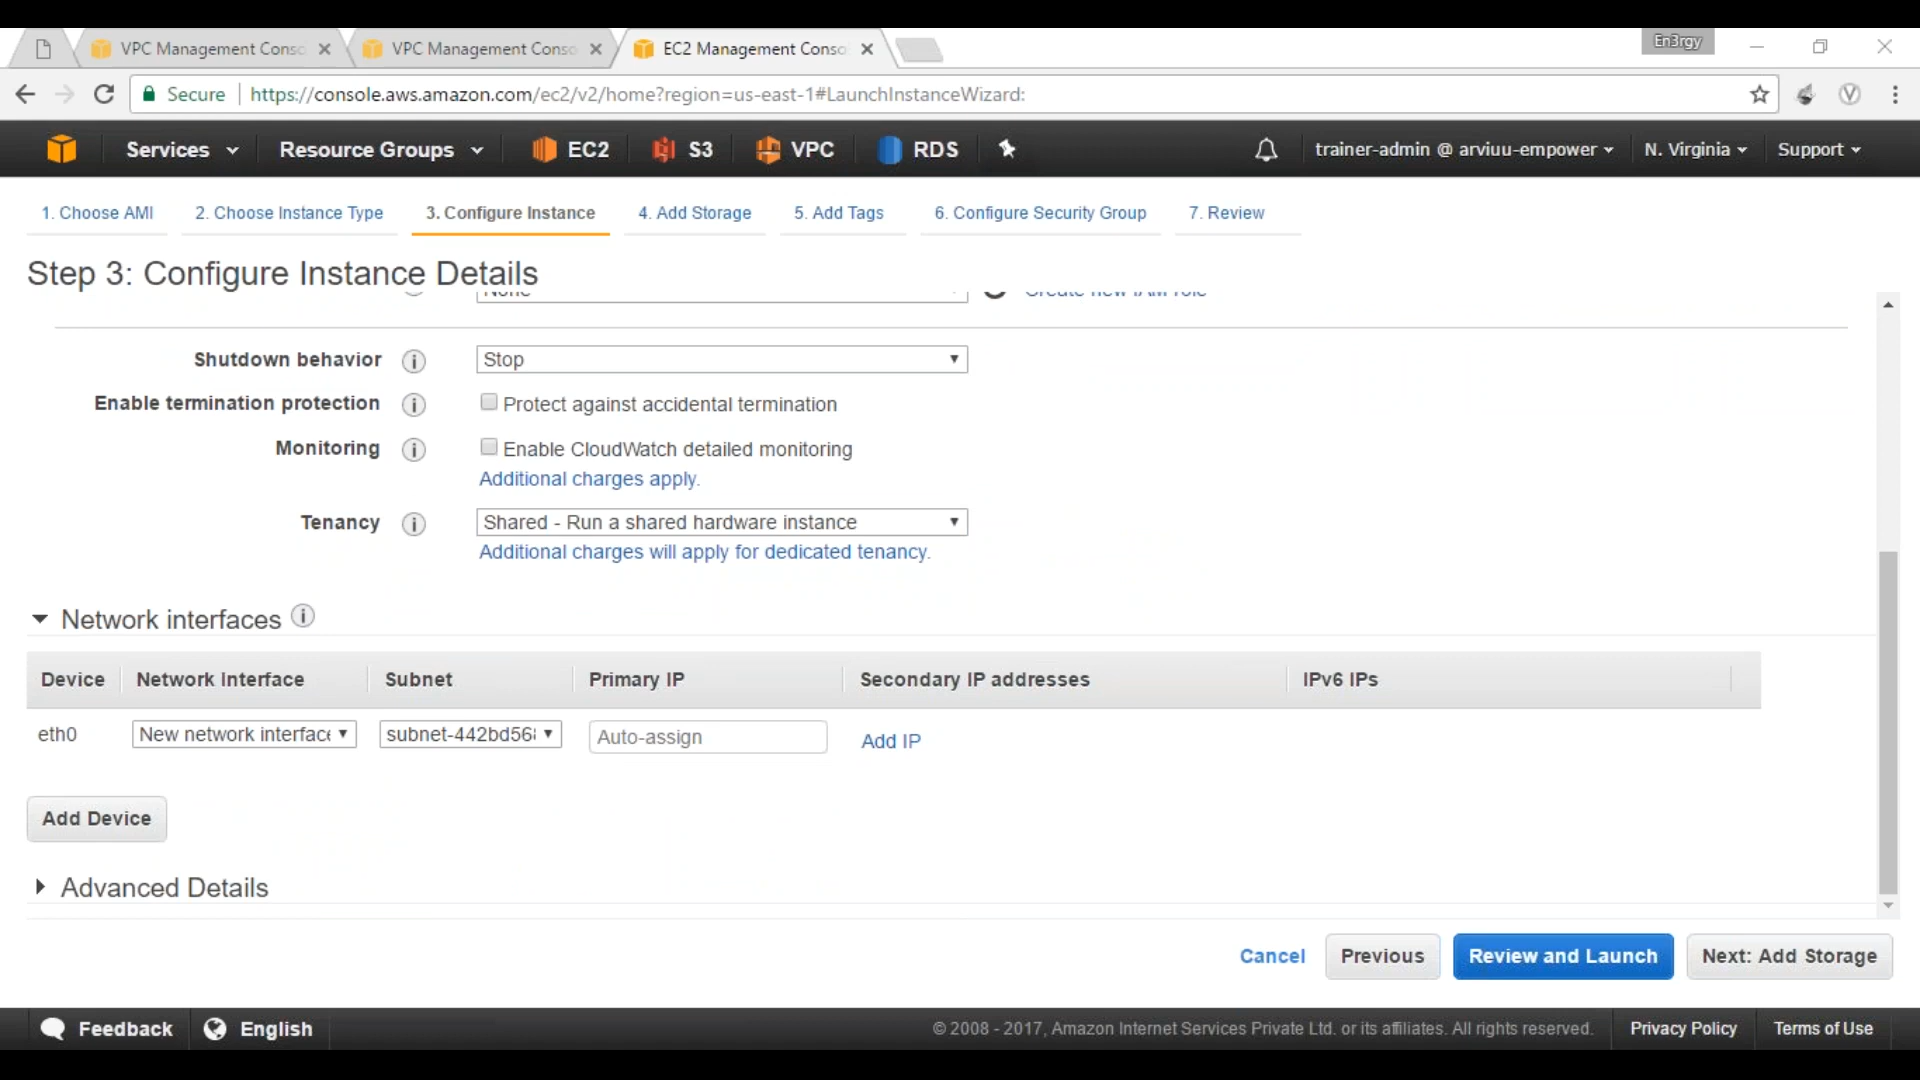 En3rgy
VPC Management Conso
VPC Management Conso
EC2 Management Conso
Secure
https://console.aws.amazon.com/ec2/v2/home?region=us-east-1#LaunchInstanceWizard:
Services
Resource Groups
EC2
S3
VPC
RDS
trainer-admin @ arviuu-empower
N. Virginia
Support
1. Choose AMI
2. Choose Instance Type
3. Configure Instance
4. Add Storage
5. Add Tags
6. Configure Security Group
7. Review
Step 3: Configure Instance Details
None
Create new IAM role
Shutdown behavior
Stop
Enable termination protection
Protect against accidental termination
Monitoring
Enable CloudWatch detailed monitoring
Additional charges apply.
Tenancy
Shared - Run a shared hardware instance
Additional charges will apply for dedicated tenancy.
Network interfaces
Device
Network Interface
Subnet
Primary IP
Secondary IP addresses
IPv6 IPs
eth0
New network interface
subnet-442bd56
Auto-assign
Add IP
Add Device
Advanced Details
Cancel
Previous
Review and Launch
Next: Add Storage
Feedback
English
© 2008 - 2017, Amazon Internet Services Private Ltd. or its affiliates. All rights reserved.
Privacy Policy
Terms of Use